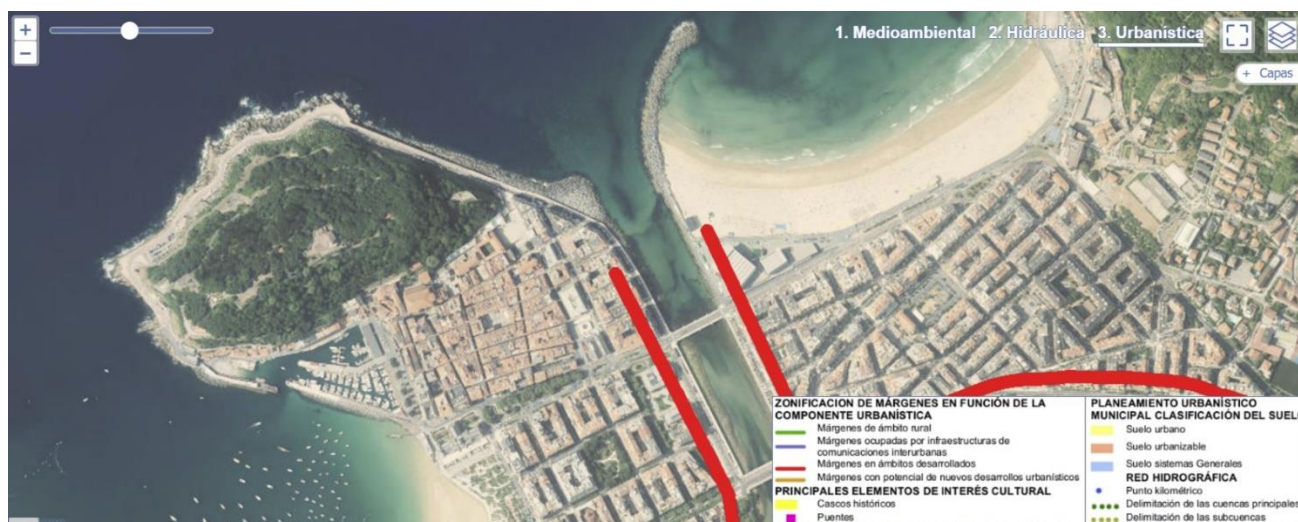 +
−
1. Medioambiental 2. Hidráulica 3. Urbanística
+ Capas
ZONIFICACION DE MÁRGENES EN FUNCIÓN DE LA
COMPONENTE URBANÍSTICA
Márgenes de ámbito rural
Márgenes ocupadas por infraestructuras de
comunicaciones interurbanas
Márgenes en ámbitos desarrollados
Márgenes con potencial de nuevos desarrollos urbanísticos
PRINCIPALES ELEMENTOS DE INTERÉS CULTURAL
Cascos históricos
Puentes
PLANEAMIENTO URBANÍSTICO
MUNICIPAL CLASIFICACIÓN DEL SUEL
Suelo urbano
Suelo urbanizable
Suelo sistemas Generales
RED HIDROGRÁFICA
Punto kilométrico
Delimitación de las cuencas principales
Delimitación de las subcuencas